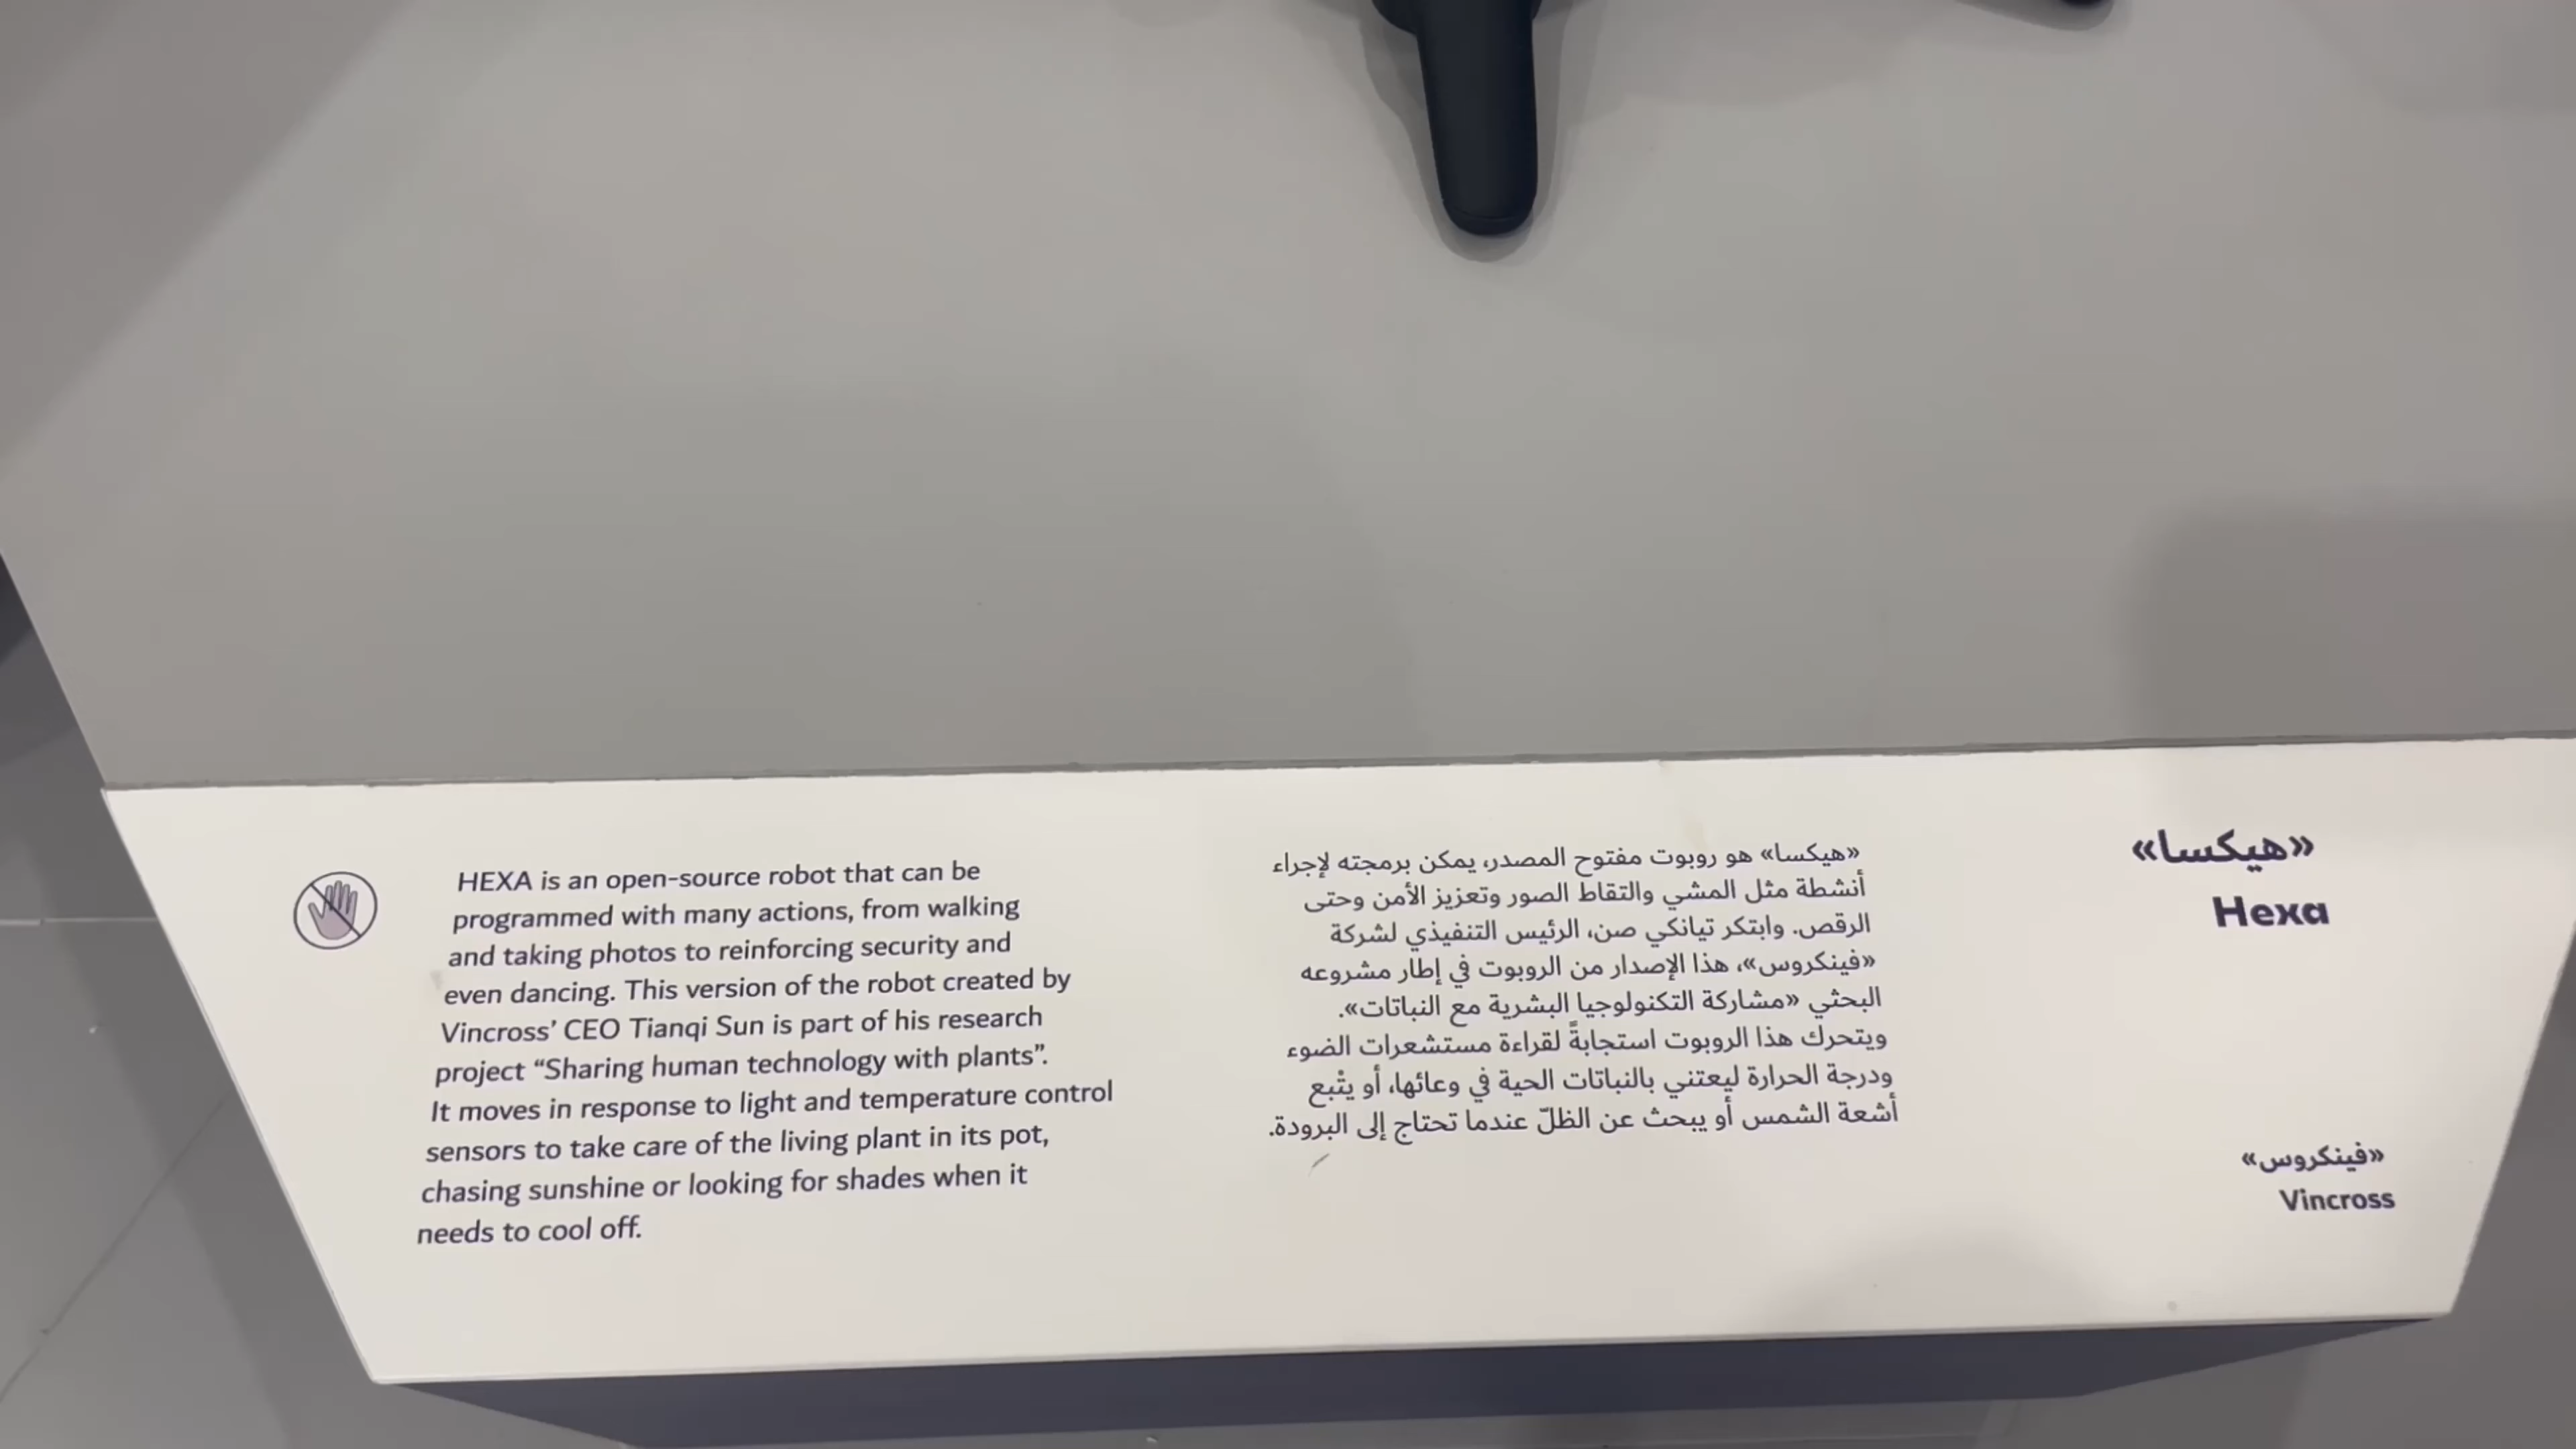 HEXA is an open-source robot that can be
programmed with many actions, from walking
and taking photos to reinforcing security and
even dancing. This version of the robot created by
Vincross’ CEO Tianqi Sun is part of his research
project “Sharing human technology with plants”.
It moves in response to light and temperature control
sensors to take care of the living plant in its pot,
chasing sunshine or looking for shades when it
needs to cool off.
«هيكسا» هو روبوت مفتوح المصدر، يمكن برمجته لإجراء
أنشطة مثل المشي والتقاط الصور وتعزيز الأمن وحتى
الرقص. وابتكر تيانكي صن، الرئيس التنفيذي لشركة
«فينكروس»، هذا الإصدار من الروبوت في إطار مشروعه
البحثي «مشاركة التكنولوجيا البشرية مع النباتات».
ويتحرك هذا الروبوت استجابةً لقراءة مستشعرات الضوء
ودرجة الحرارة ليعتني بالنباتات الحية في وعائها، أو يتْبع
أشعة الشمس أو يبحث عن الظلّ عندما تحتاج إلى البرودة.
«هيكسا»
Hexa
«فينكروس»
Vincross